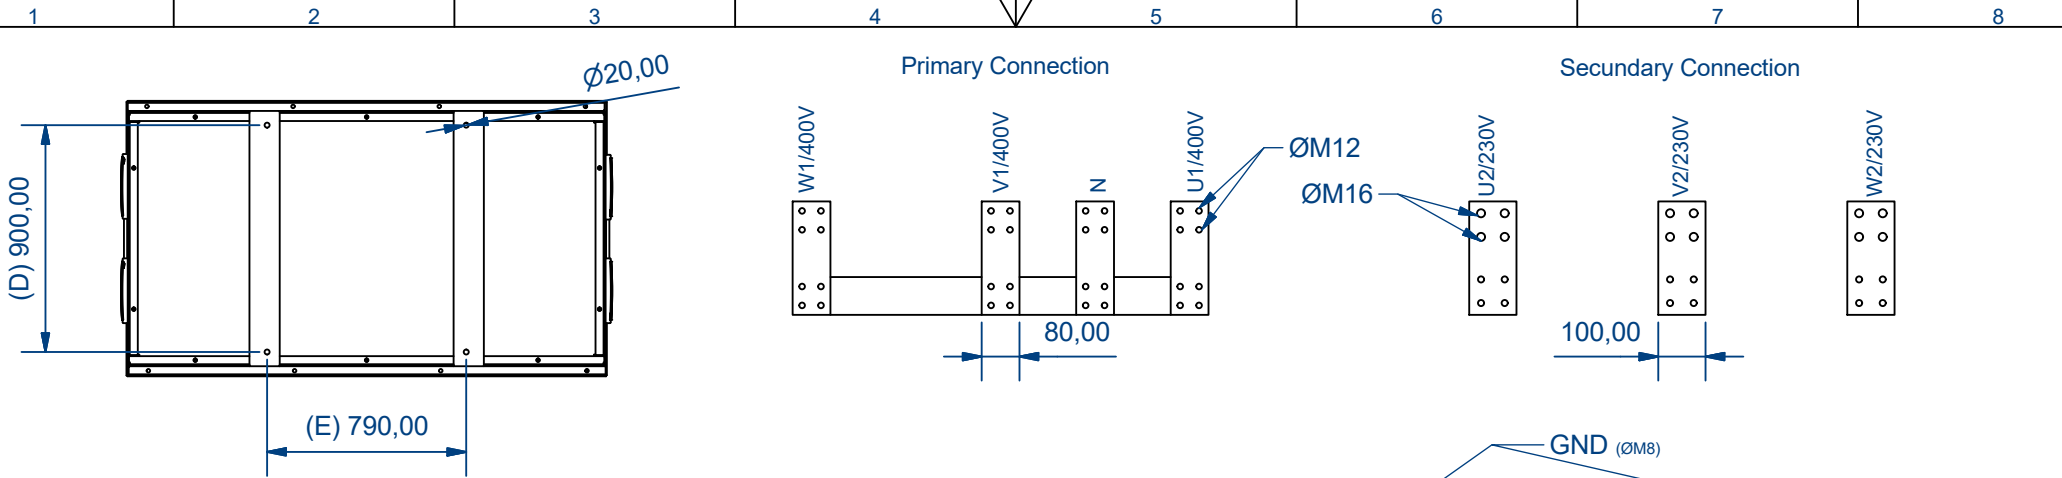 1 2 3 4 5 6 7 8
Primary Connection
Secundary Connection
Ø20,00
(D) 900,00
(E) 790,00
W1/400V
V1/400V
N
U1/400V
ØM12
ØM16
U2/230V
V2/230V
W2/230V
80,00
100,00
GND (ØM8)